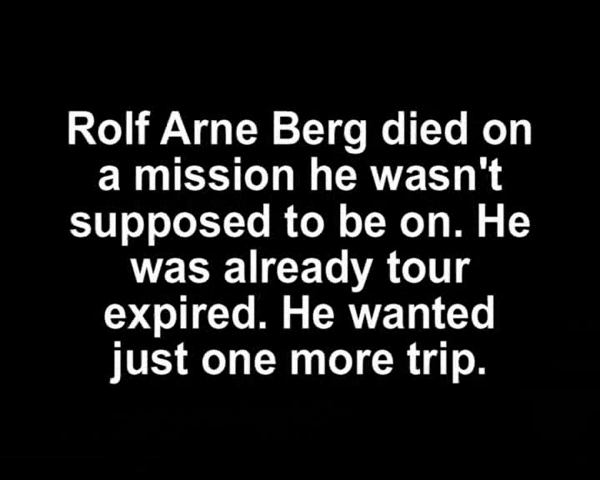 Rolf Arne Berg died on
a mission he wasn't
supposed to be on. He
was already tour
expired. He wanted
just one more trip.